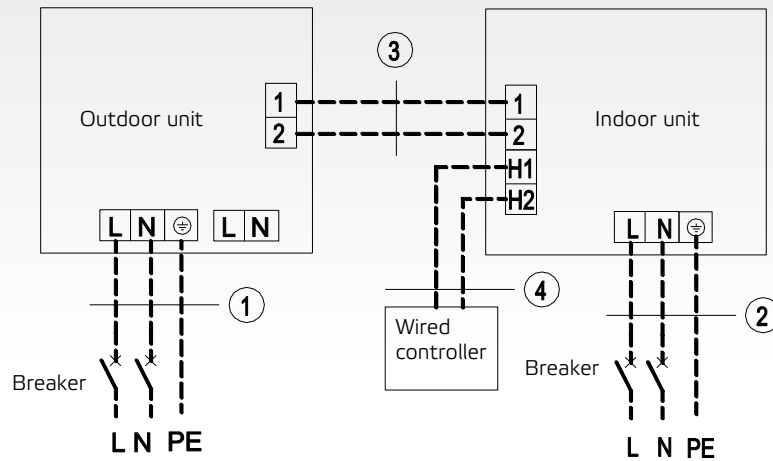 3
1 1
Outdoor unit Indoor unit
2 2
H1
H2
L N L N L N
4
1 2
Wired
controller
Breaker Breaker
L N PE L N PE